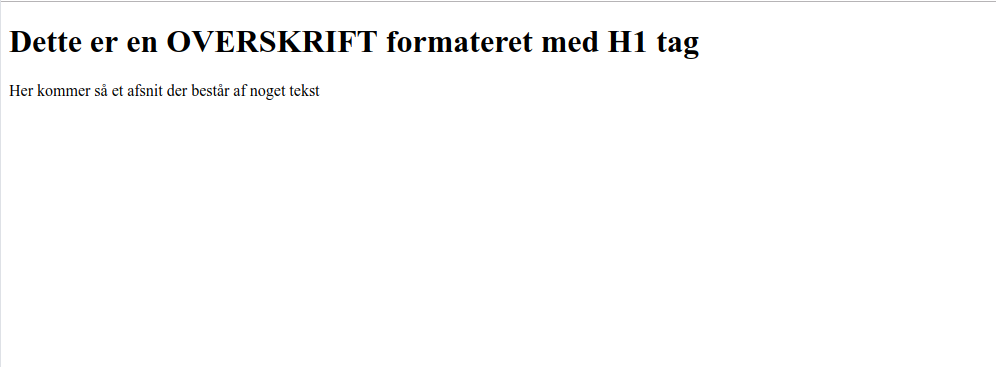 Dette er en OVERSKRIFT formateret med H1 tag
Her kommer så et afsnit der består af noget tekst